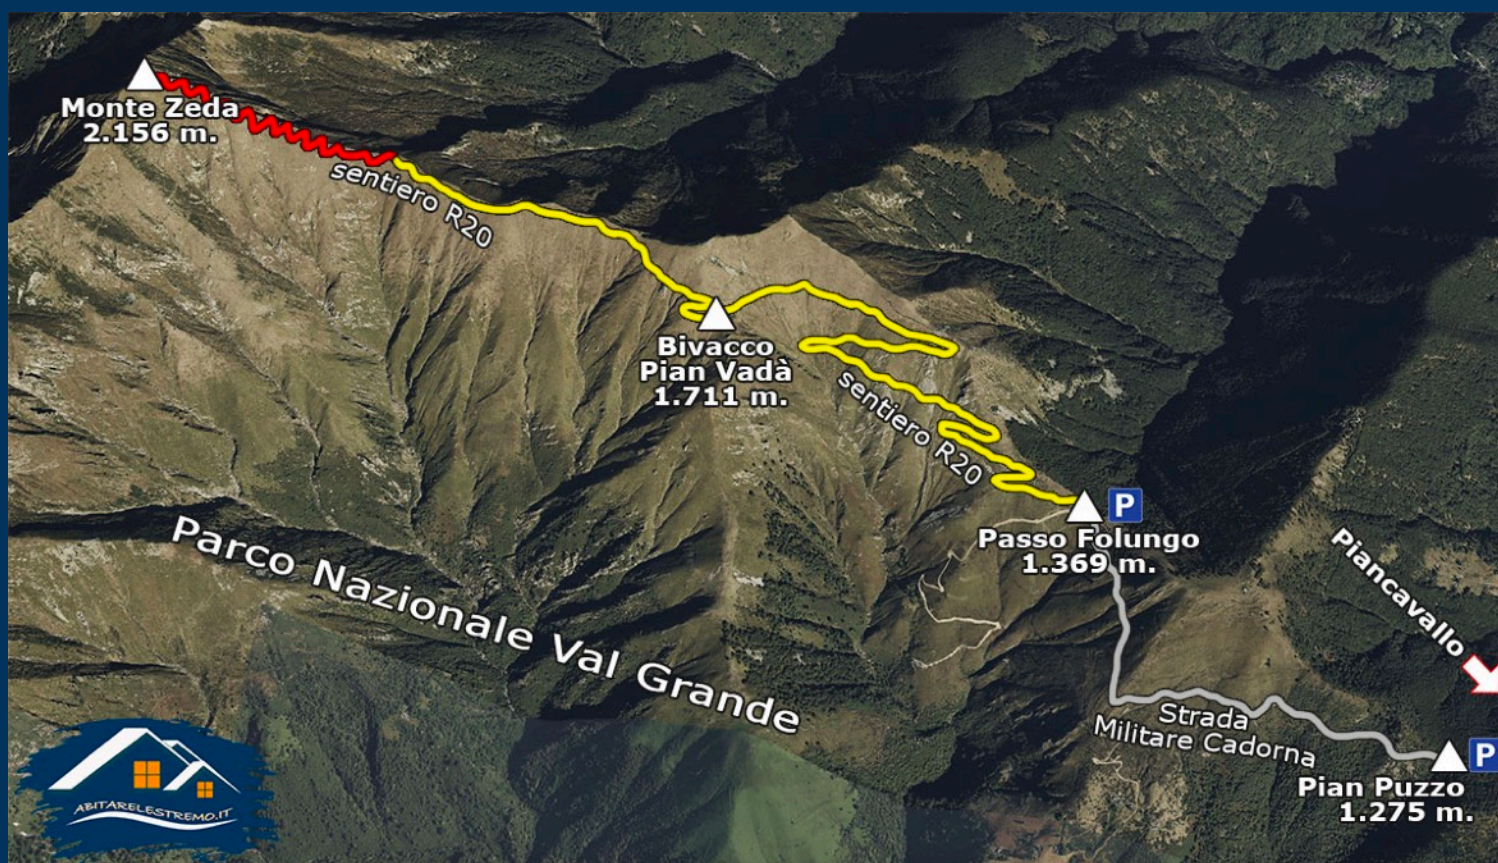 Monte Zeda
2.156 m.
sentiero R20
Bivacco
Pian Vadà
1.711 m.
sentiero R20
P
Passo Folungo
1.369 m.
Piancavallo
Parco Nazionale Val Grande
Strada
Militare Cadorna
P
Pian Puzzo
1.275 m.
ABITARELESTREMO.IT